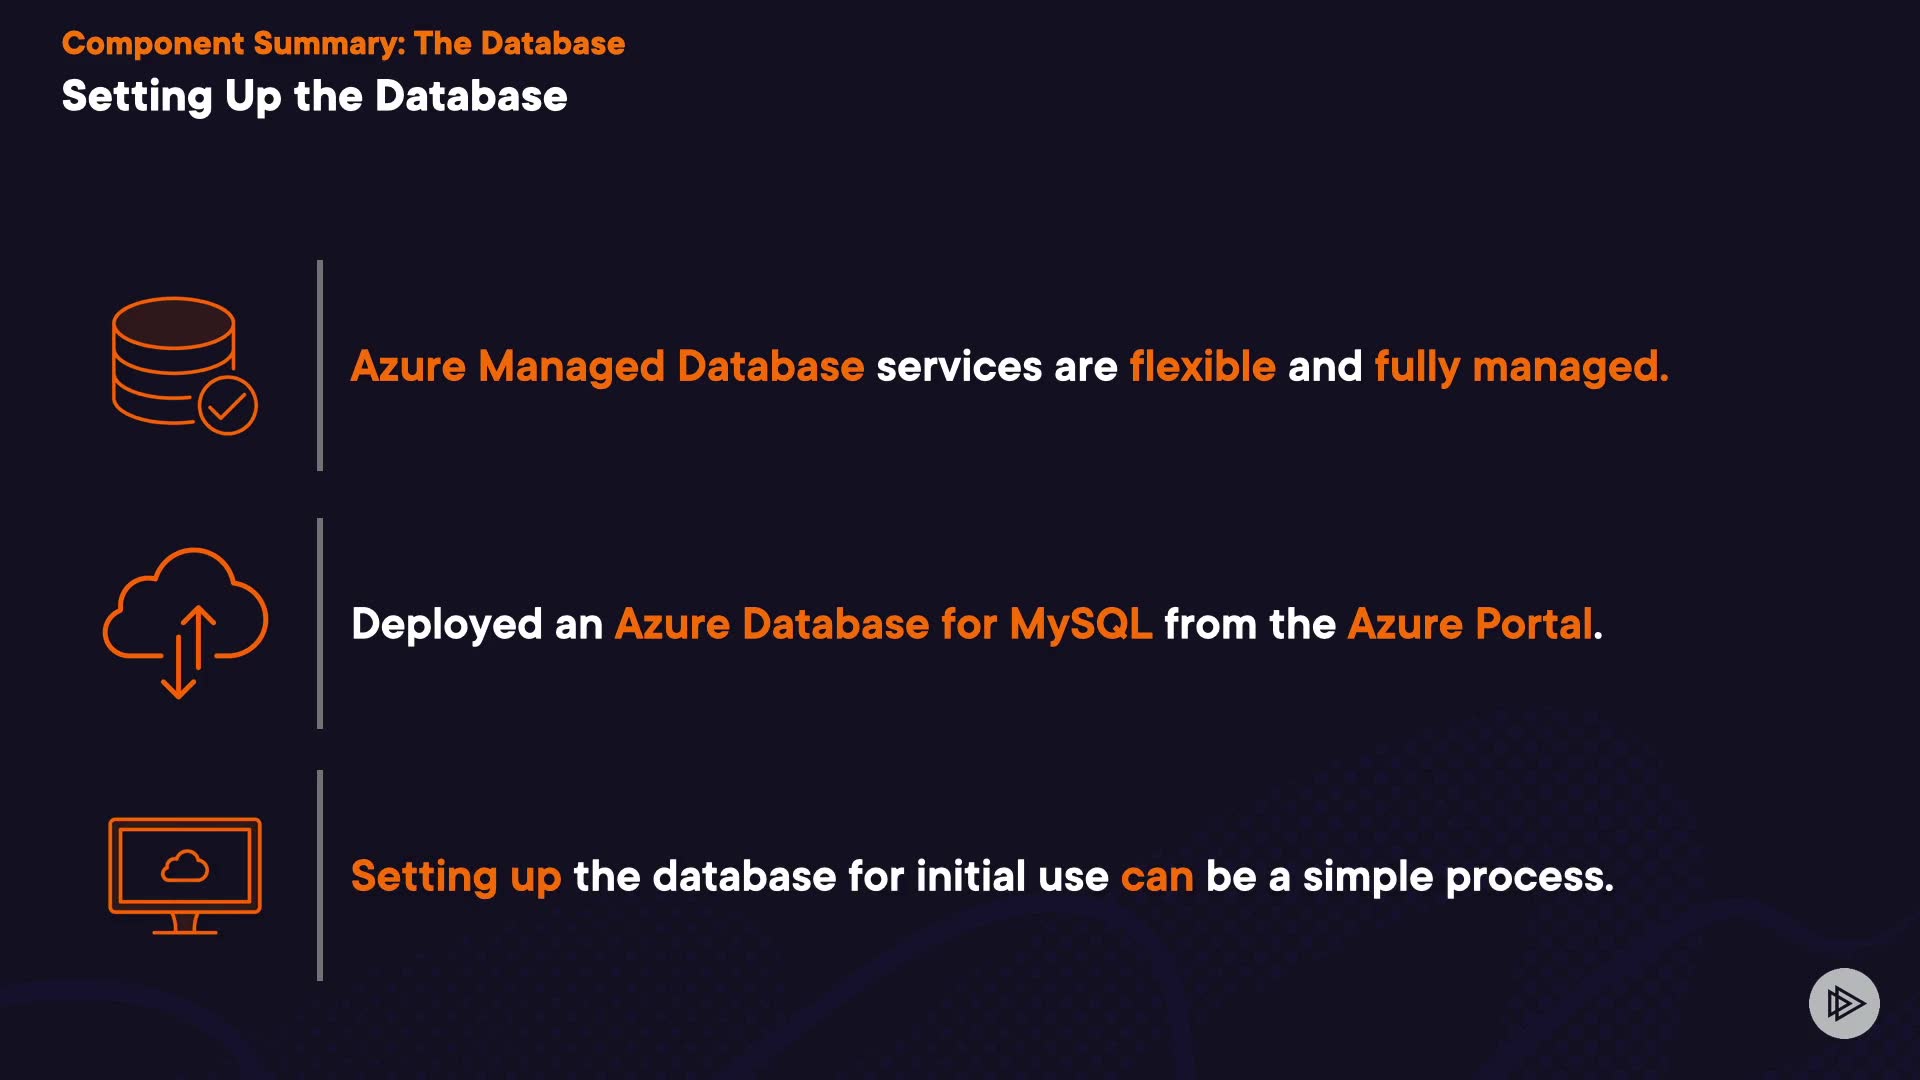 Component Summary: The Database
Setting Up the Database
Azure Managed Database services are flexible and fully managed.
Deployed an Azure Database for MySQL from the Azure Portal.
Setting up the database for initial use can be a simple process.